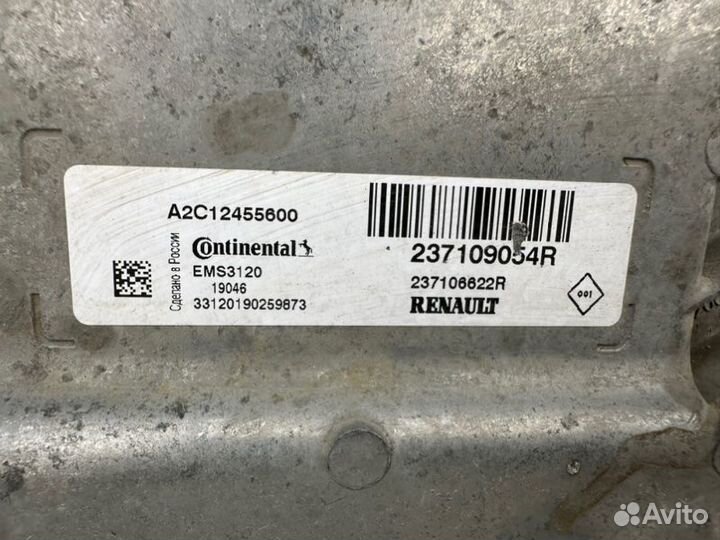 A2C12455600
Сделано в России
Continental
EMS3120
19046
33120190259873
237109054R
237106622R
RENAULT
001
Avito